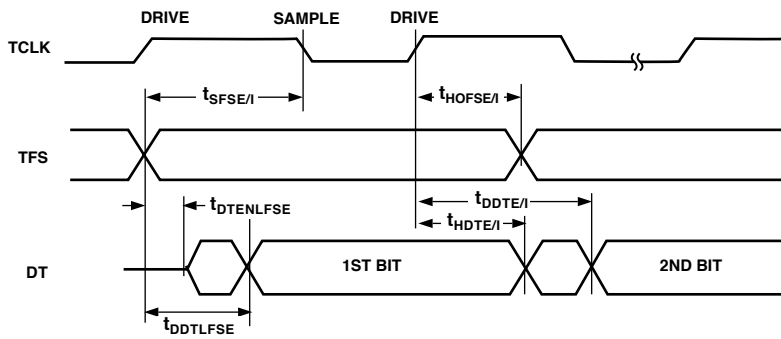 DRIVE SAMPLE DRIVE
TCLK
tSFSE/I tHOFSE/I
TFS
tDTENLFSE tDDTE/I
tHDTE/I
DT 1ST BIT 2ND BIT
tDDTLFSE